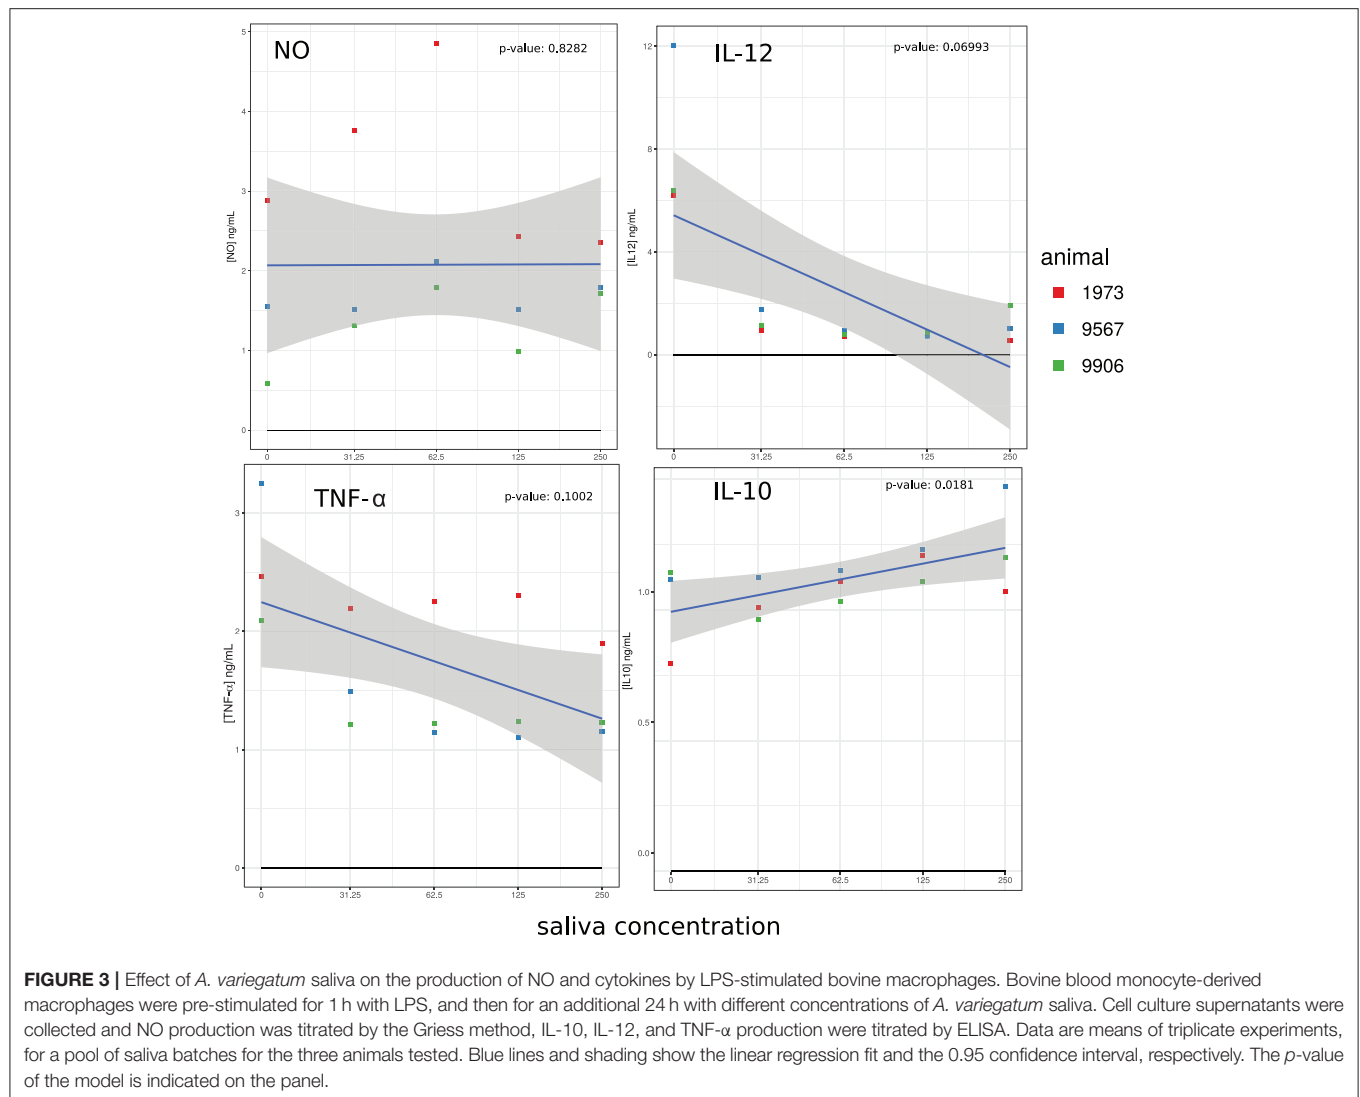 NO
p-value: 0.8282
[NO] ng/mL
5
4
3
2
1
0
0 31.25 62.5 125 250
IL-12
p-value: 0.06993
[IL12] ng/mL
12
8
4
0
0 31.25 62.5 125 250
animal
1973
9567
9906
TNF-α
p-value: 0.1002
[TNF-α] ng/mL
3
2
1
0
0 31.25 62.5 125 250
IL-10
p-value: 0.0181
[IL10] ng/mL
1.0
0.5
0.0
0 31.25 62.5 125 250
saliva concentration
FIGURE 3 | Effect of A. variegatum saliva on the production of NO and cytokines by LPS-stimulated bovine macrophages. Bovine blood monocyte-derived
macrophages were pre-stimulated for 1 h with LPS, and then for an additional 24 h with different concentrations of A. variegatum saliva. Cell culture supernatants were
collected and NO production was titrated by the Griess method, IL-10, IL-12, and TNF-α production were titrated by ELISA. Data are means of triplicate experiments,
for a pool of saliva batches for the three animals tested. Blue lines and shading show the linear regression fit and the 0.95 confidence interval, respectively. The p-value
of the model is indicated on the panel.